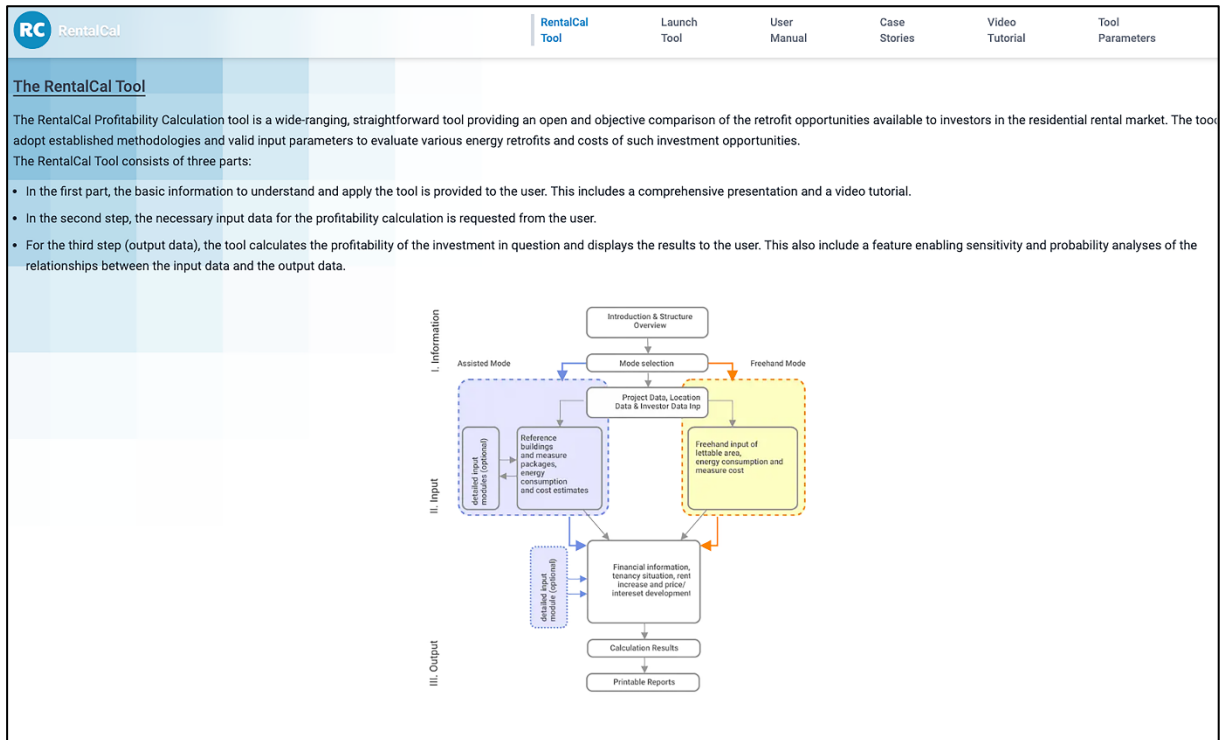 RC RentalCal
RentalCal Tool
Launch Tool
User Manual
Case Stories
Video Tutorial
Tool Parameters
The RentalCal Tool
The RentalCal Profitability Calculation tool is a wide-ranging, straightforward tool providing an open and objective comparison of the retrofit opportunities available to investors in the residential rental market. The
adopt established methodologies and valid input parameters to evaluate various energy retrofits and costs of such investment opportunities.
The RentalCal Tool consists of three parts:
• In the first part, the basic information to understand and apply the tool is provided to the user. This includes a comprehensive presentation and a video tutorial.
• In the second step, the necessary input data for the profitability calculation is requested from the user.
• For the third step (output data), the tool calculates the profitability of the investment in question and displays the results to the user. This also include a feature enabling sensitivity and probability analyses of the
relationships between the input data and the output data.
I. Information
Introduction & Structure
Overview
Assisted Mode
Mode selection
Freehand Mode
Project Data, Location
Data & Investor Data Inp
II. Input
detailed input
modules (optional)
Reference
buildings
and measure
packages,
energy
consumption
and cost estimates
Freehand input of
lettable area,
energy consumption and
measure cost
detailed input
module (optional)
Financial information,
tenancy situation, rent
increase and price/
intereset development
III. Output
Calculation Results
Printable Reports